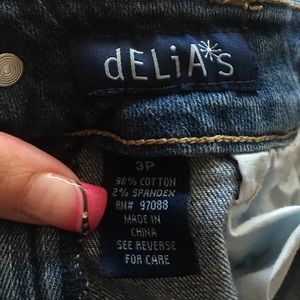 dELiA*s
3P
98% COTTON
2% SPANDEX
RN# 97088
MADE IN
CHINA
SEE REVERSE
FOR CARE